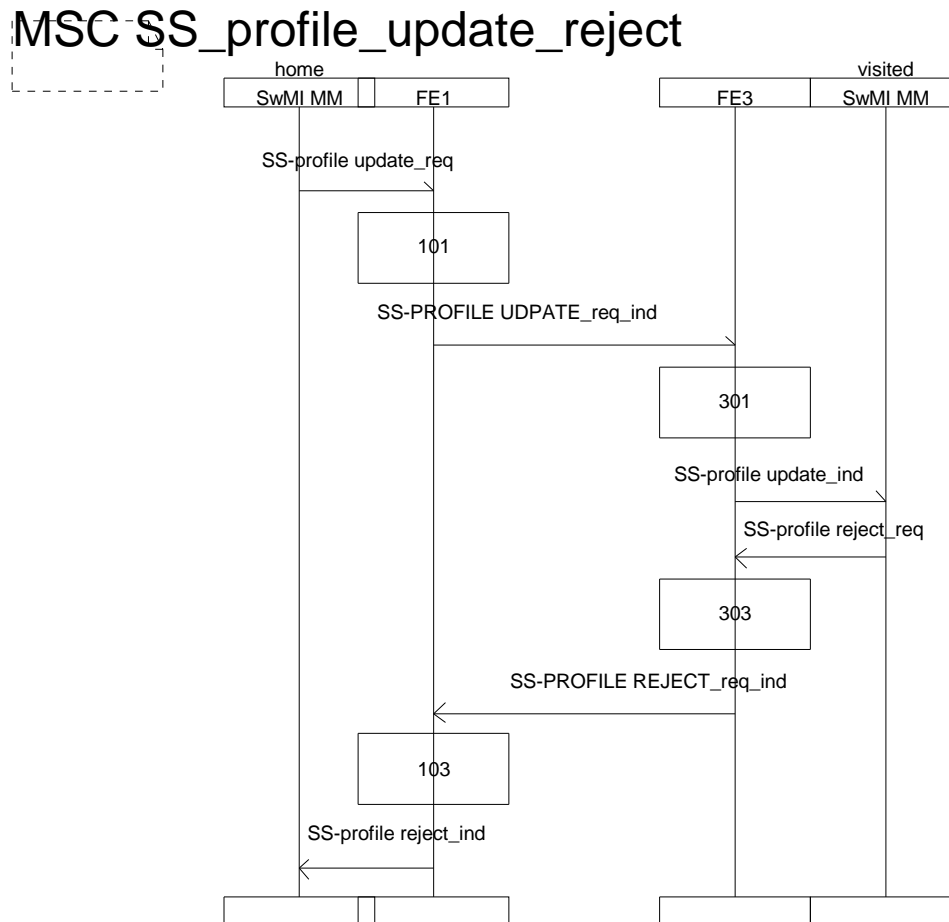 MSC SS_profile_update_reject
home visited
SwMI MM FE1 FE3 SwMI MM
SS-profile update_req
101
SS-PROFILE UDPATE_req_ind
301
SS-profile update_ind
SS-profile reject_req
303
SS-PROFILE REJECT_req_ind
103
SS-profile reject_ind